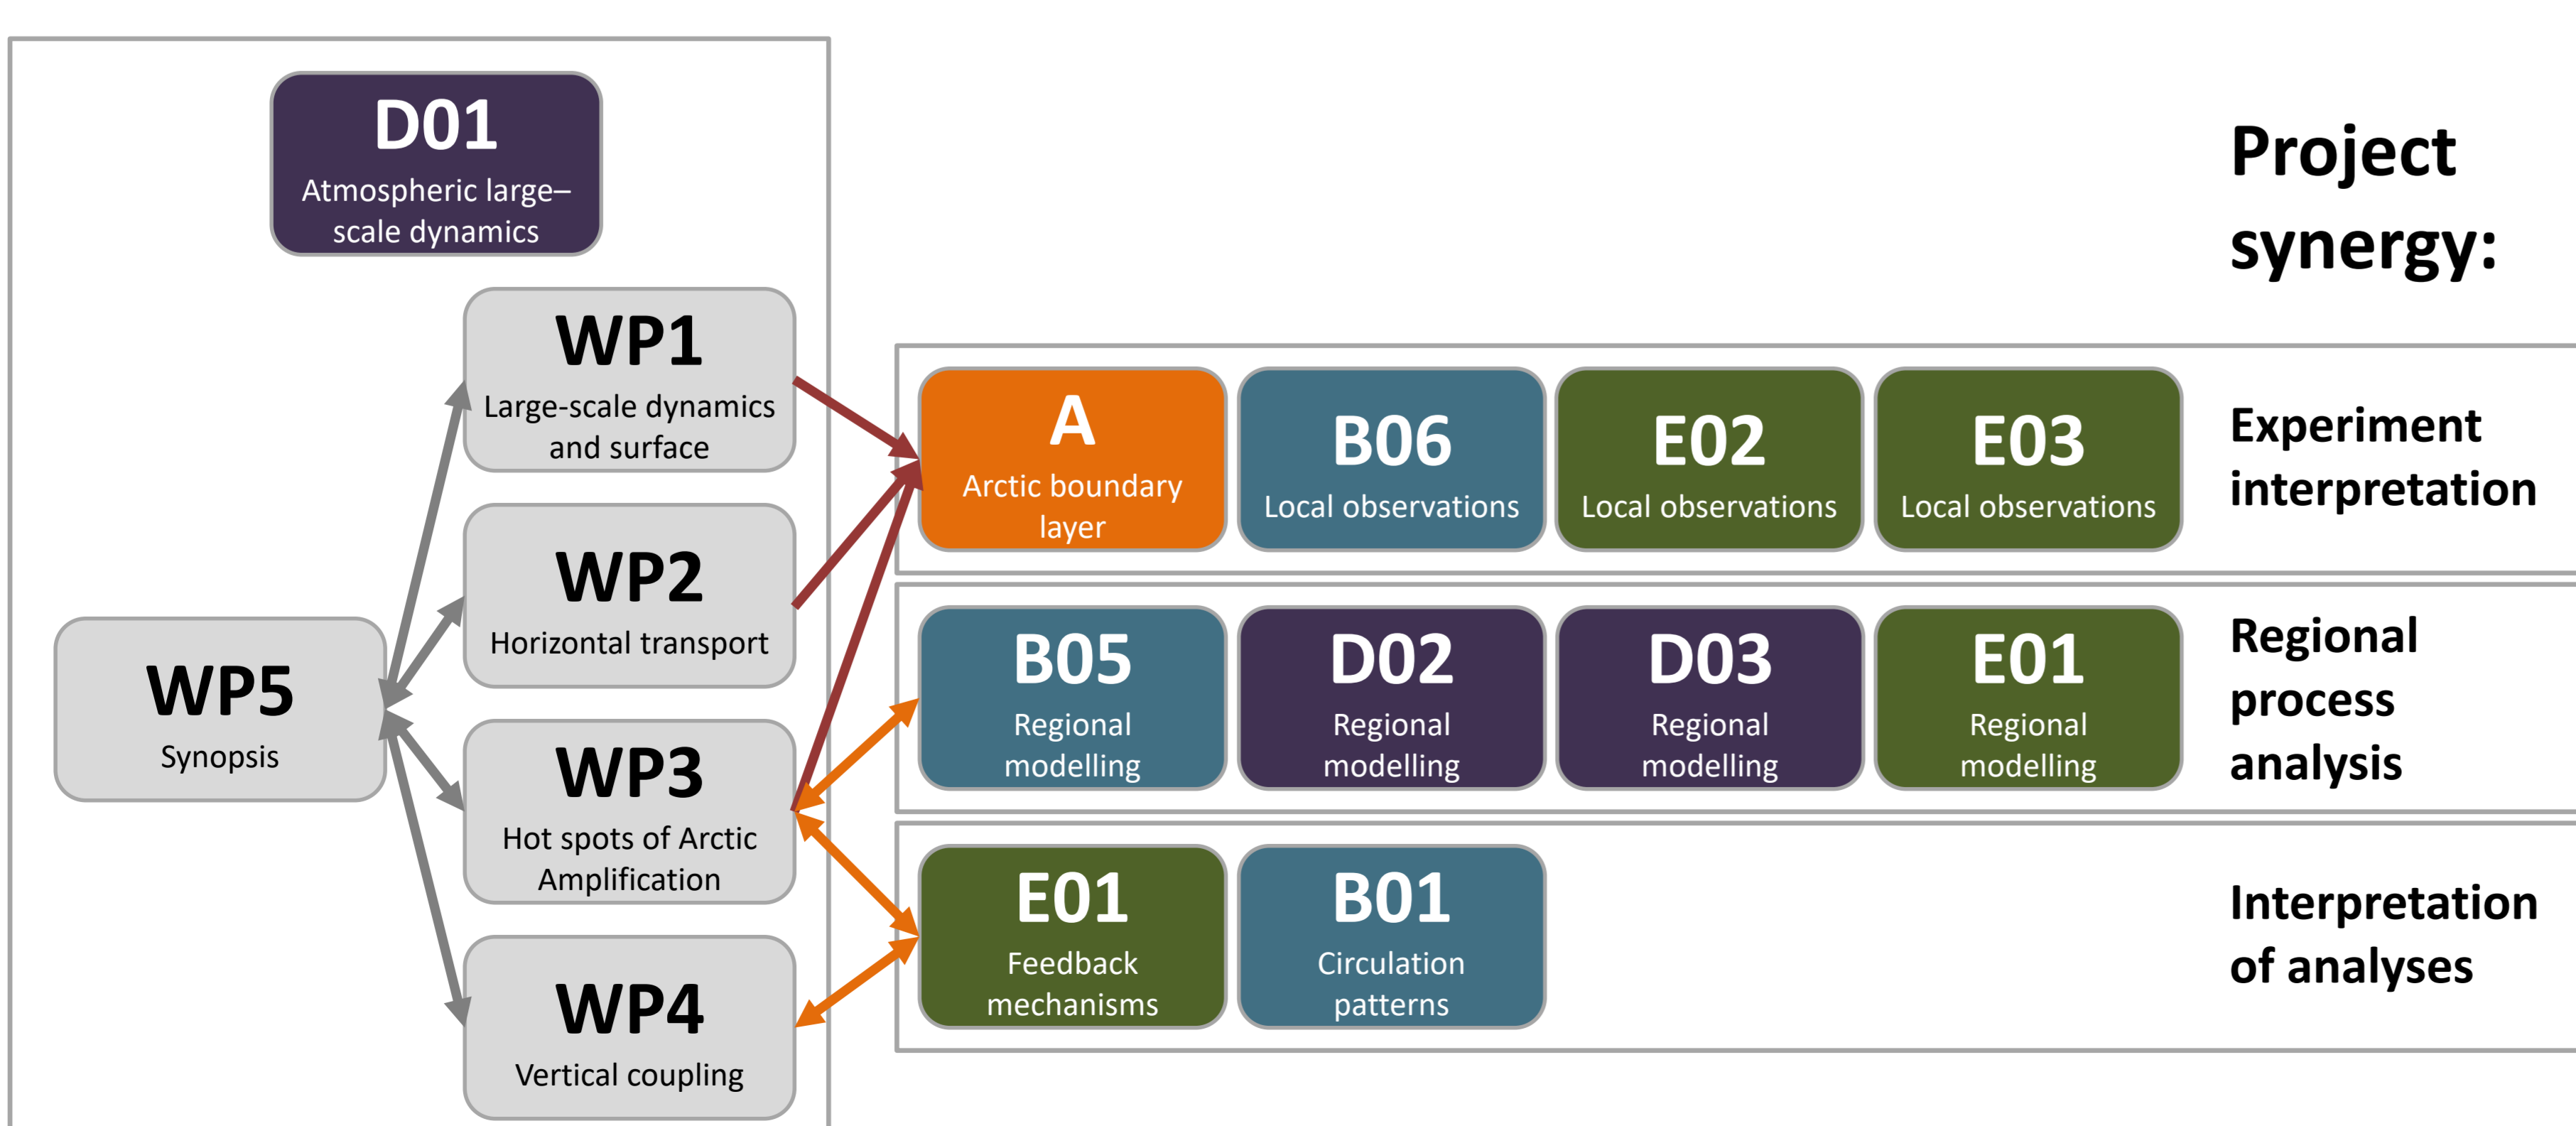 D01
Atmospheric large–
scale dynamics
WP1
Large-scale dynamics
and surface
WP2
Horizontal transport
WP5
Synopsis
WP3
Hot spots of Arctic
Amplification
WP4
Vertical coupling
Project
synergy:
A
Arctic boundary
layer
B06
Local observations
E02
Local observations
E03
Local observations
Experiment
interpretation
B05
Regional
modelling
D02
Regional
modelling
D03
Regional
modelling
E01
Regional
modelling
Regional
process
analysis
E01
Feedback
mechanisms
B01
Circulation
patterns
Interpretation
of analyses